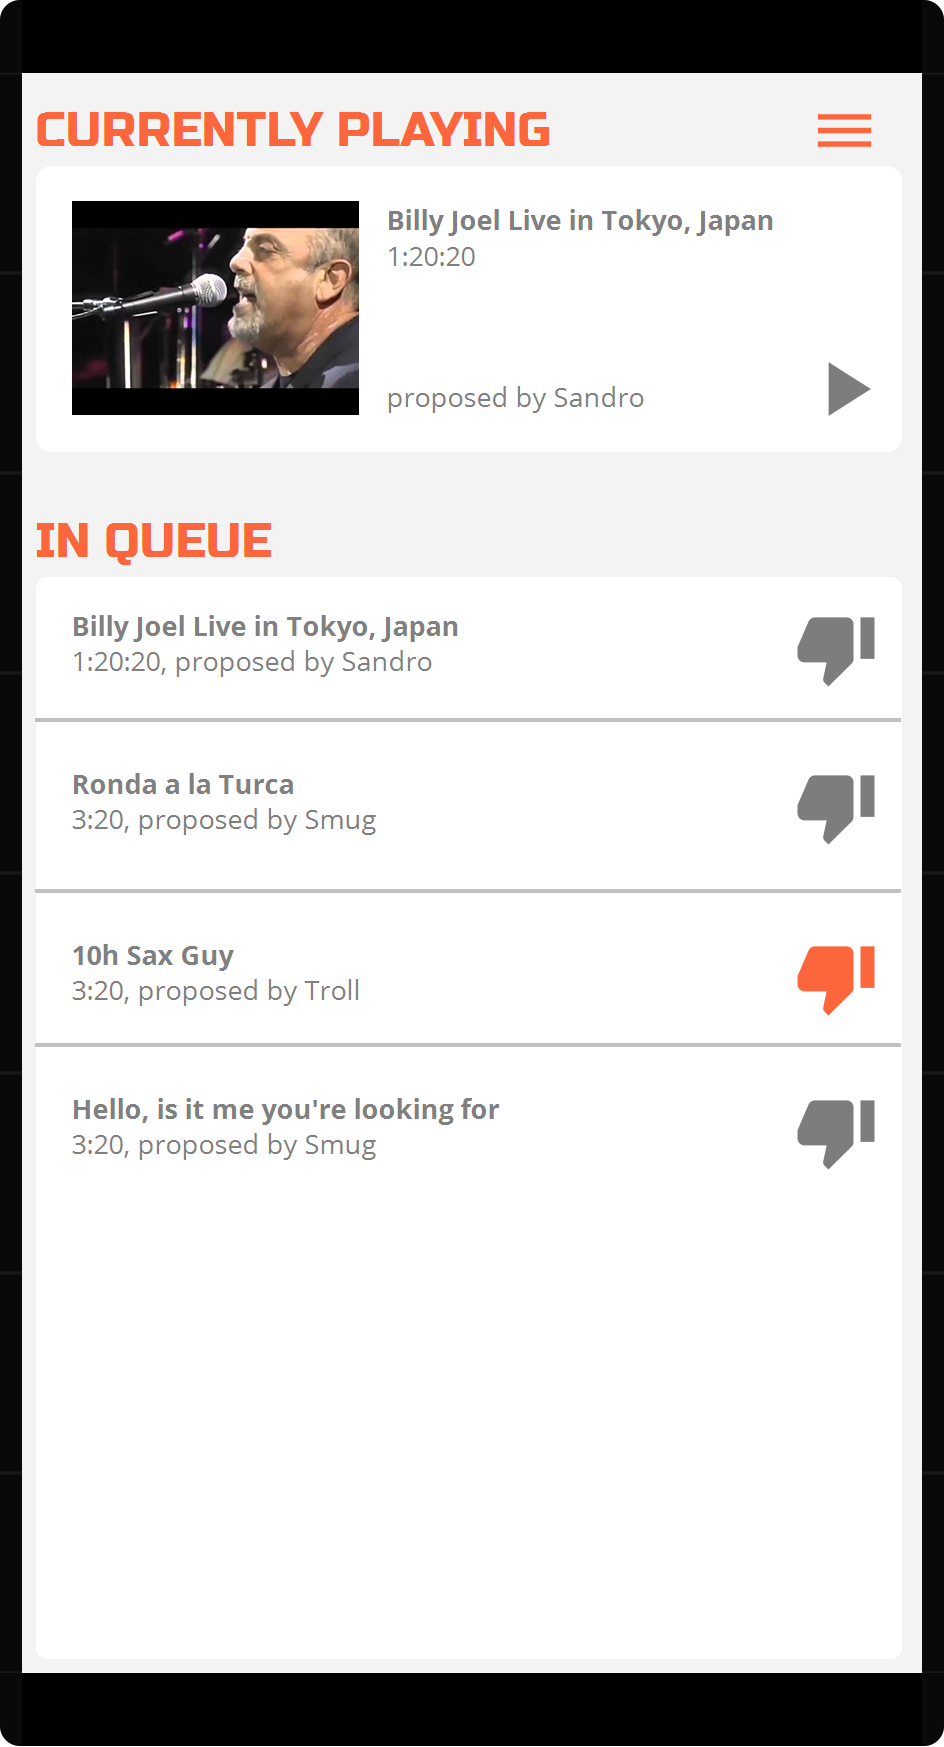 CURRENTLY PLAYING
Billy Joel Live in Tokyo, Japan
1:20:20
proposed by Sandro
IN QUEUE
Billy Joel Live in Tokyo, Japan
1:20:20, proposed by Sandro
Ronda a la Turca
3:20, proposed by Smug
10h Sax Guy
3:20, proposed by Troll
Hello, is it me you're looking for
3:20, proposed by Smug